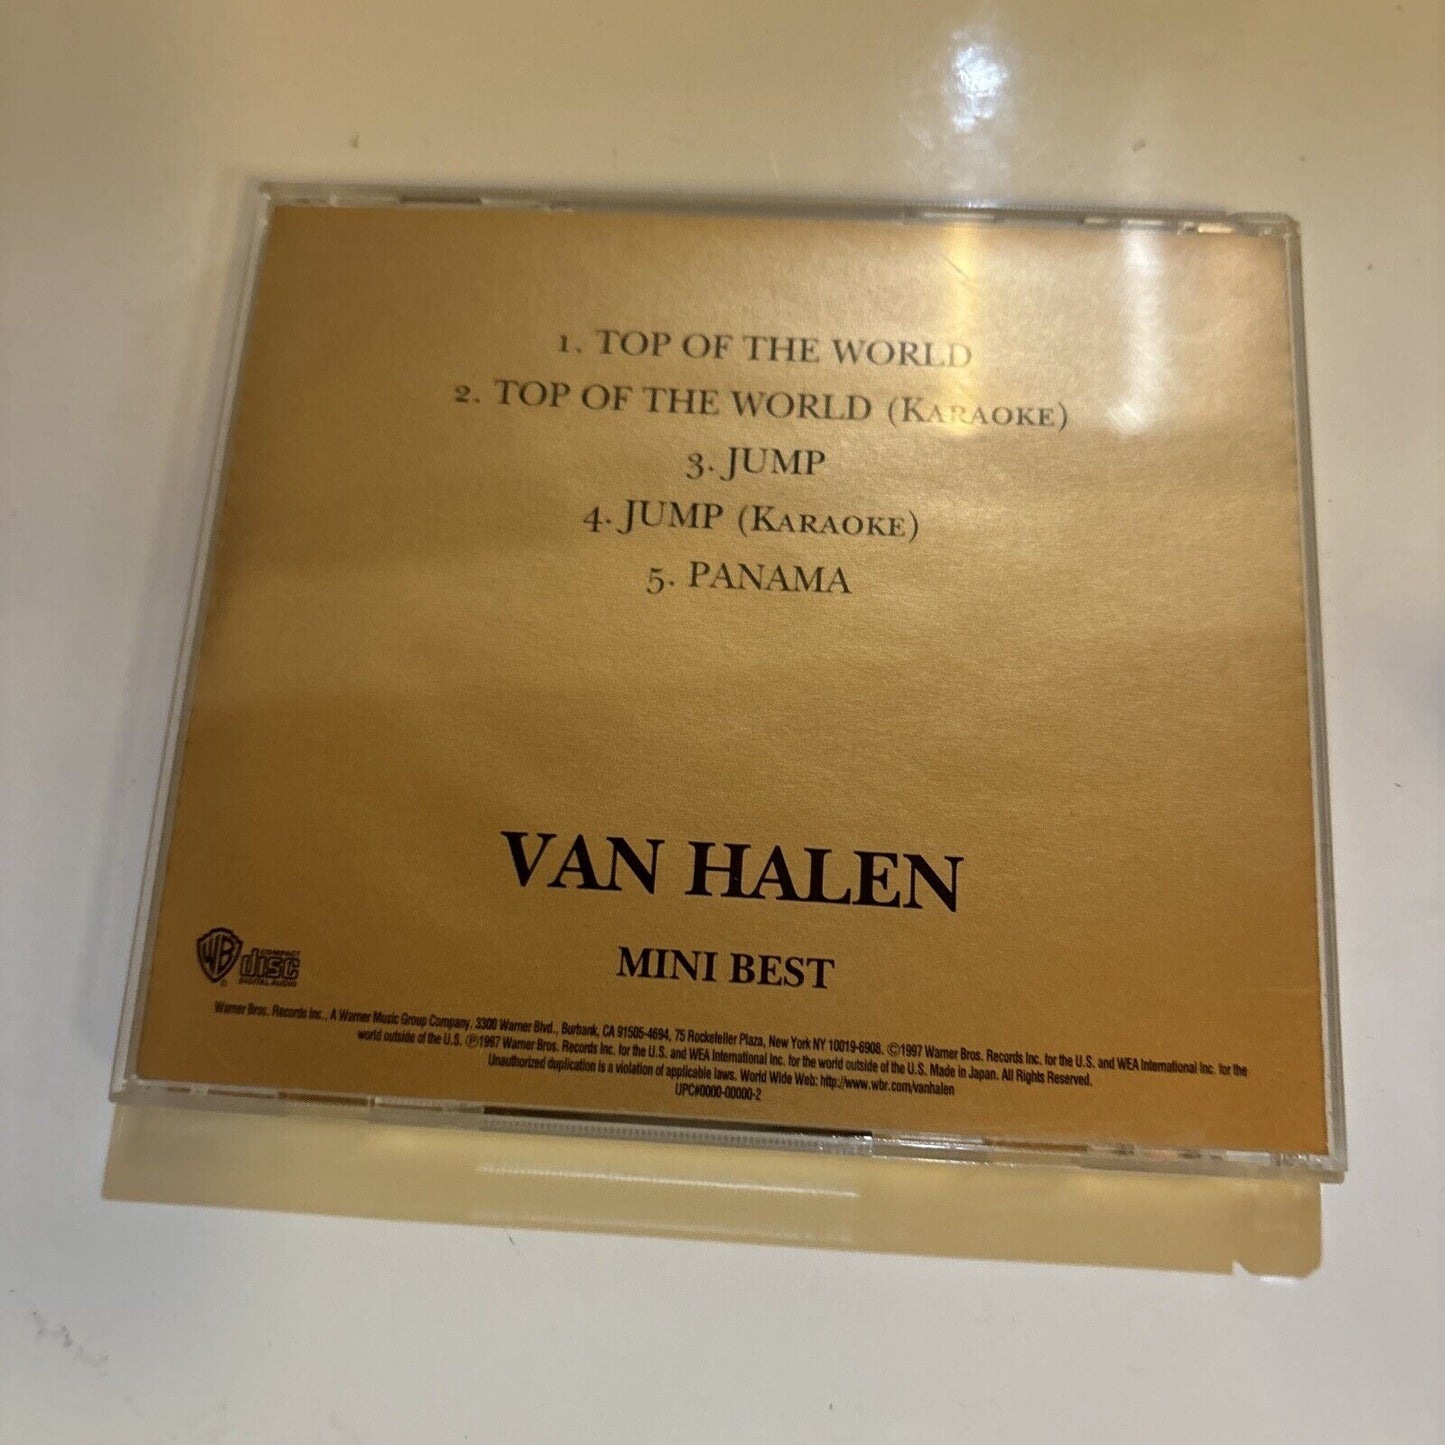 1. TOP OF THE WORLD
2. TOP OF THE WORLD (KARAOKE)
3. JUMP
4. JUMP (KARAOKE)
5. PANAMA
VAN HALEN
MINI BEST
WB
COMPACT
disc
DIGITAL AUDIO
Warner Bros. Records Inc., A Warner Music Group Company, 3300 Warner Blvd., Burbank, CA 91505-4694, 75 Rockefeller Plaza, New York NY 10019-6908. ©1997 Warner Bros. Records Inc. for the U.S. and WEA International Inc. for the
world outside of the U.S. ℗1997 Warner Bros. Records Inc. for the U.S. and WEA International Inc. for the world outside of the U.S. Made in Japan. All Rights Reserved.
Unauthorized duplication is a violation of applicable laws. World Wide Web: http://www.wbr.com/vanhalen
UPC#0000-00000-2